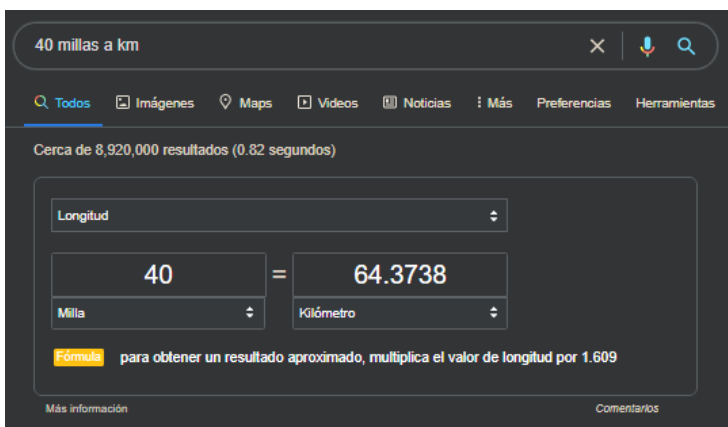 40 millas a km
Todos Imágenes Maps Videos Noticias Más Preferencias Herramientas
Cerca de 8,920,000 resultados (0.82 segundos)
Longitud
40 = 64.3738
Milla Kilómetro
Fórmula para obtener un resultado aproximado, multiplica el valor de longitud por 1.609
Más información Comentarios